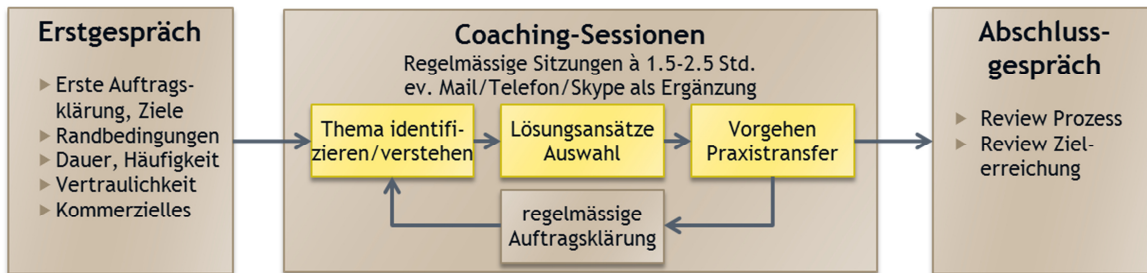 Erstgespräch
Erste Auftrags-
klärung, Ziele
Randbedingungen
Dauer, Häufigkeit
Vertraulichkeit
Kommerzielles
Coaching-Sessionen
Regelmässige Sitzungen à 1.5-2.5 Std.
ev. Mail/Telefon/Skype als Ergänzung
Thema identifi-
zieren/verstehen
Lösungsansätze
Auswahl
Vorgehen
Praxistransfer
regelmässige
Auftragsklärung
Abschluss-
gespräch
Review Prozess
Review Ziel-
erreichung